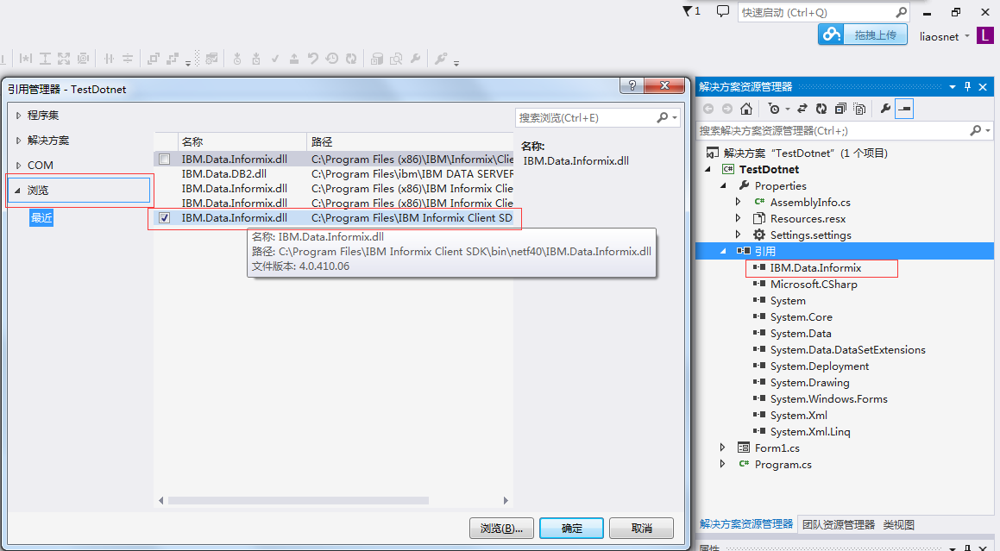 1
快速启动 (Ctrl+Q)
拖拽上传
liaosnet
L
引用管理器 - TestDotnet
程序集
解决方案
COM
浏览
最近
搜索浏览(Ctrl+E)
名称 路径
IBM.Data.Informix.dll C:\Program Files (x86)\IBM\Informix\Clie
IBM.Data.DB2.dll C:\Program Files\ibm\IBM DATA SERVER
IBM.Data.Informix.dll C:\Program Files (x86)\IBM Informix Clie
IBM.Data.Informix.dll C:\Program Files (x86)\IBM Informix Clie
IBM.Data.Informix.dll C:\Program Files\IBM Informix Client SD
名称: IBM.Data.Informix.dll
路径: C:\Program Files\IBM Informix Client SDK\bin\netf40\IBM.Data.Informix.dll
文件版本: 4.0.410.06
名称:
IBM.Data.Informix.dll
浏览(B)... 确定 取消
解决方案资源管理器
搜索解决方案资源管理器(Ctrl+;)
解决方案 "TestDotnet" (1 个项目)
C# TestDotnet
Properties
C# AssemblyInfo.cs
Resources.resx
Settings.settings
引用
IBM.Data.Informix
Microsoft.CSharp
System
System.Core
System.Data
System.Data.DataSetExtensions
System.Deployment
System.Drawing
System.Windows.Forms
System.Xml
System.Xml.Linq
Form1.cs
C# Program.cs
解决方案资源管理器 团队资源管理器 类视图
属性